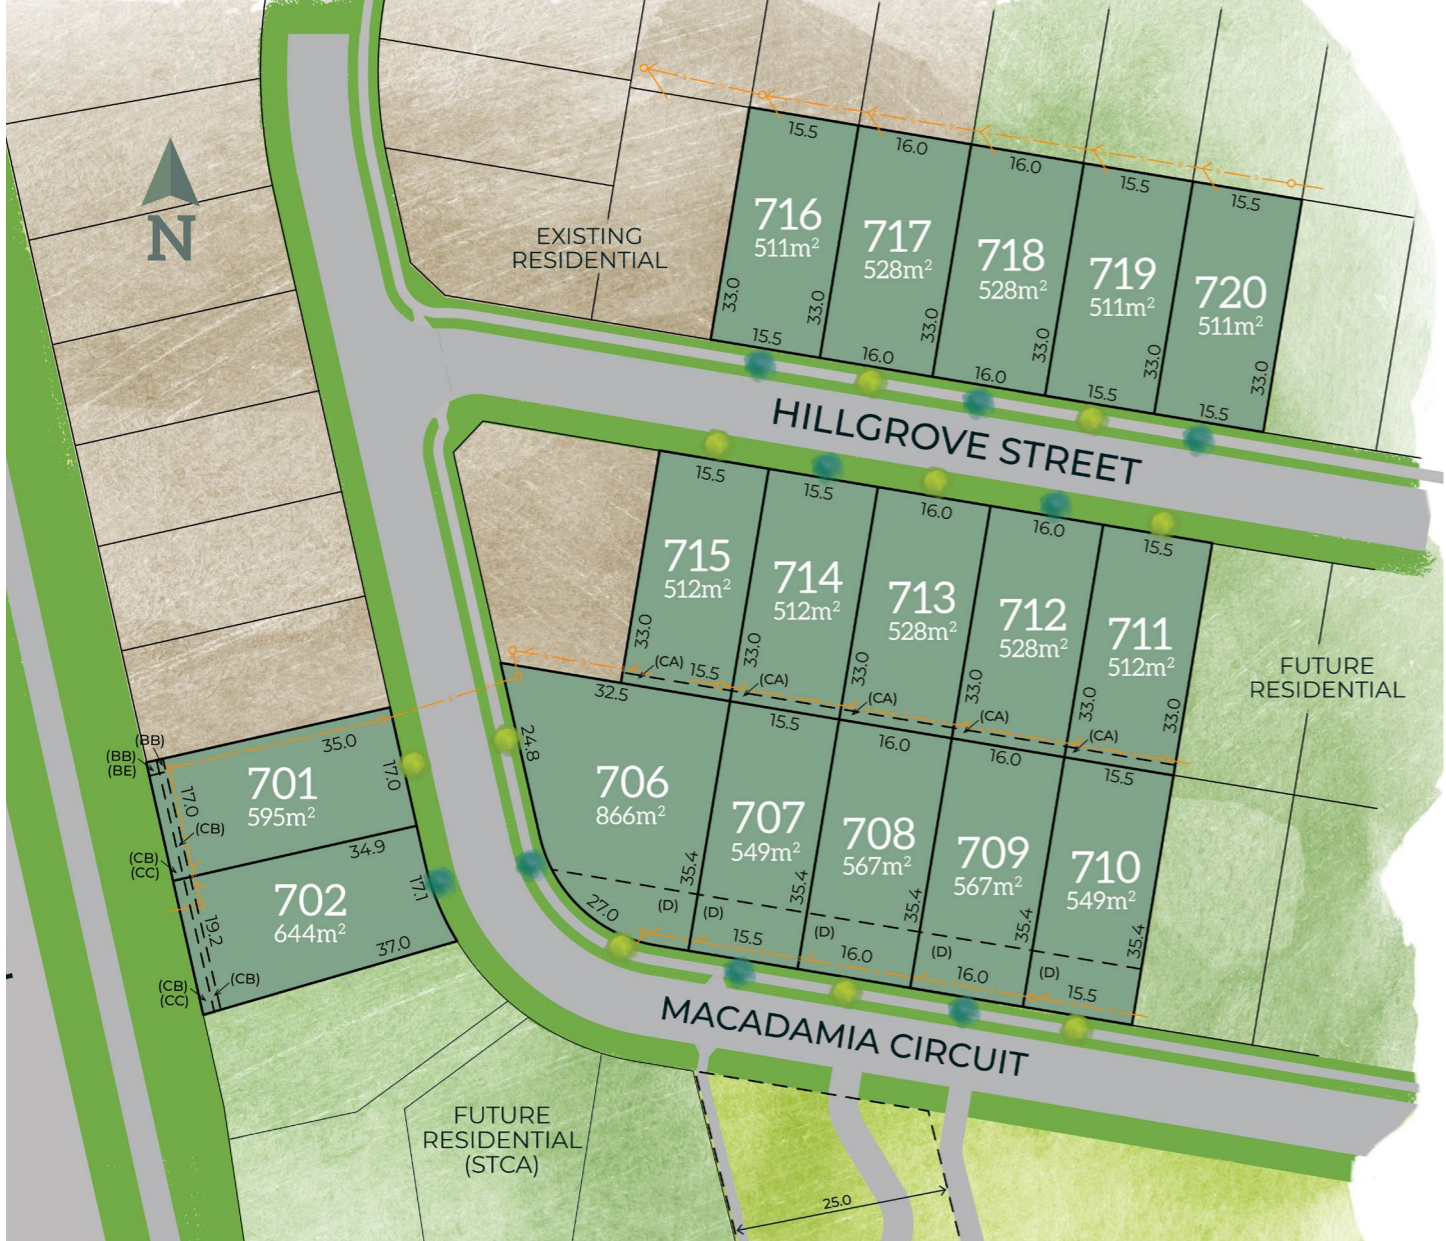 N
EXISTING
RESIDENTIAL
15.5
16.0
16.0
15.5
15.5
716
511m²
717
528m²
718
528m²
719
511m²
720
511m²
33.0
33.0
33.0
33.0
33.0
33.0
15.5
16.0
16.0
15.5
15.5
HILLGROVE STREET
15.5
15.5
16.0
16.0
15.5
715
512m²
714
512m²
713
528m²
712
528m²
711
512m²
33.0
33.0
33.0
33.0
33.0
33.0
(CA)
(CA)
(CA)
(CA)
(CA)
FUTURE
RESIDENTIAL
32.5
15.5
15.5
16.0
16.0
15.5
24.8
706
866m²
707
549m²
708
567m²
709
567m²
710
549m²
35.4
35.4
35.4
35.4
35.4
27.0
(D)
(D)
(D)
(D)
(D)
15.5
16.0
16.0
15.5
MACADAMIA CIRCUIT
(BB)
(BB)
(BE)
35.0
17.0
17.0
701
595m²
(CB)
(CB)
(CC)
34.9
17.1
702
644m²
19.2
37.0
(CB)
(CB)
(CC)
FUTURE
RESIDENTIAL
(STCA)
25.0